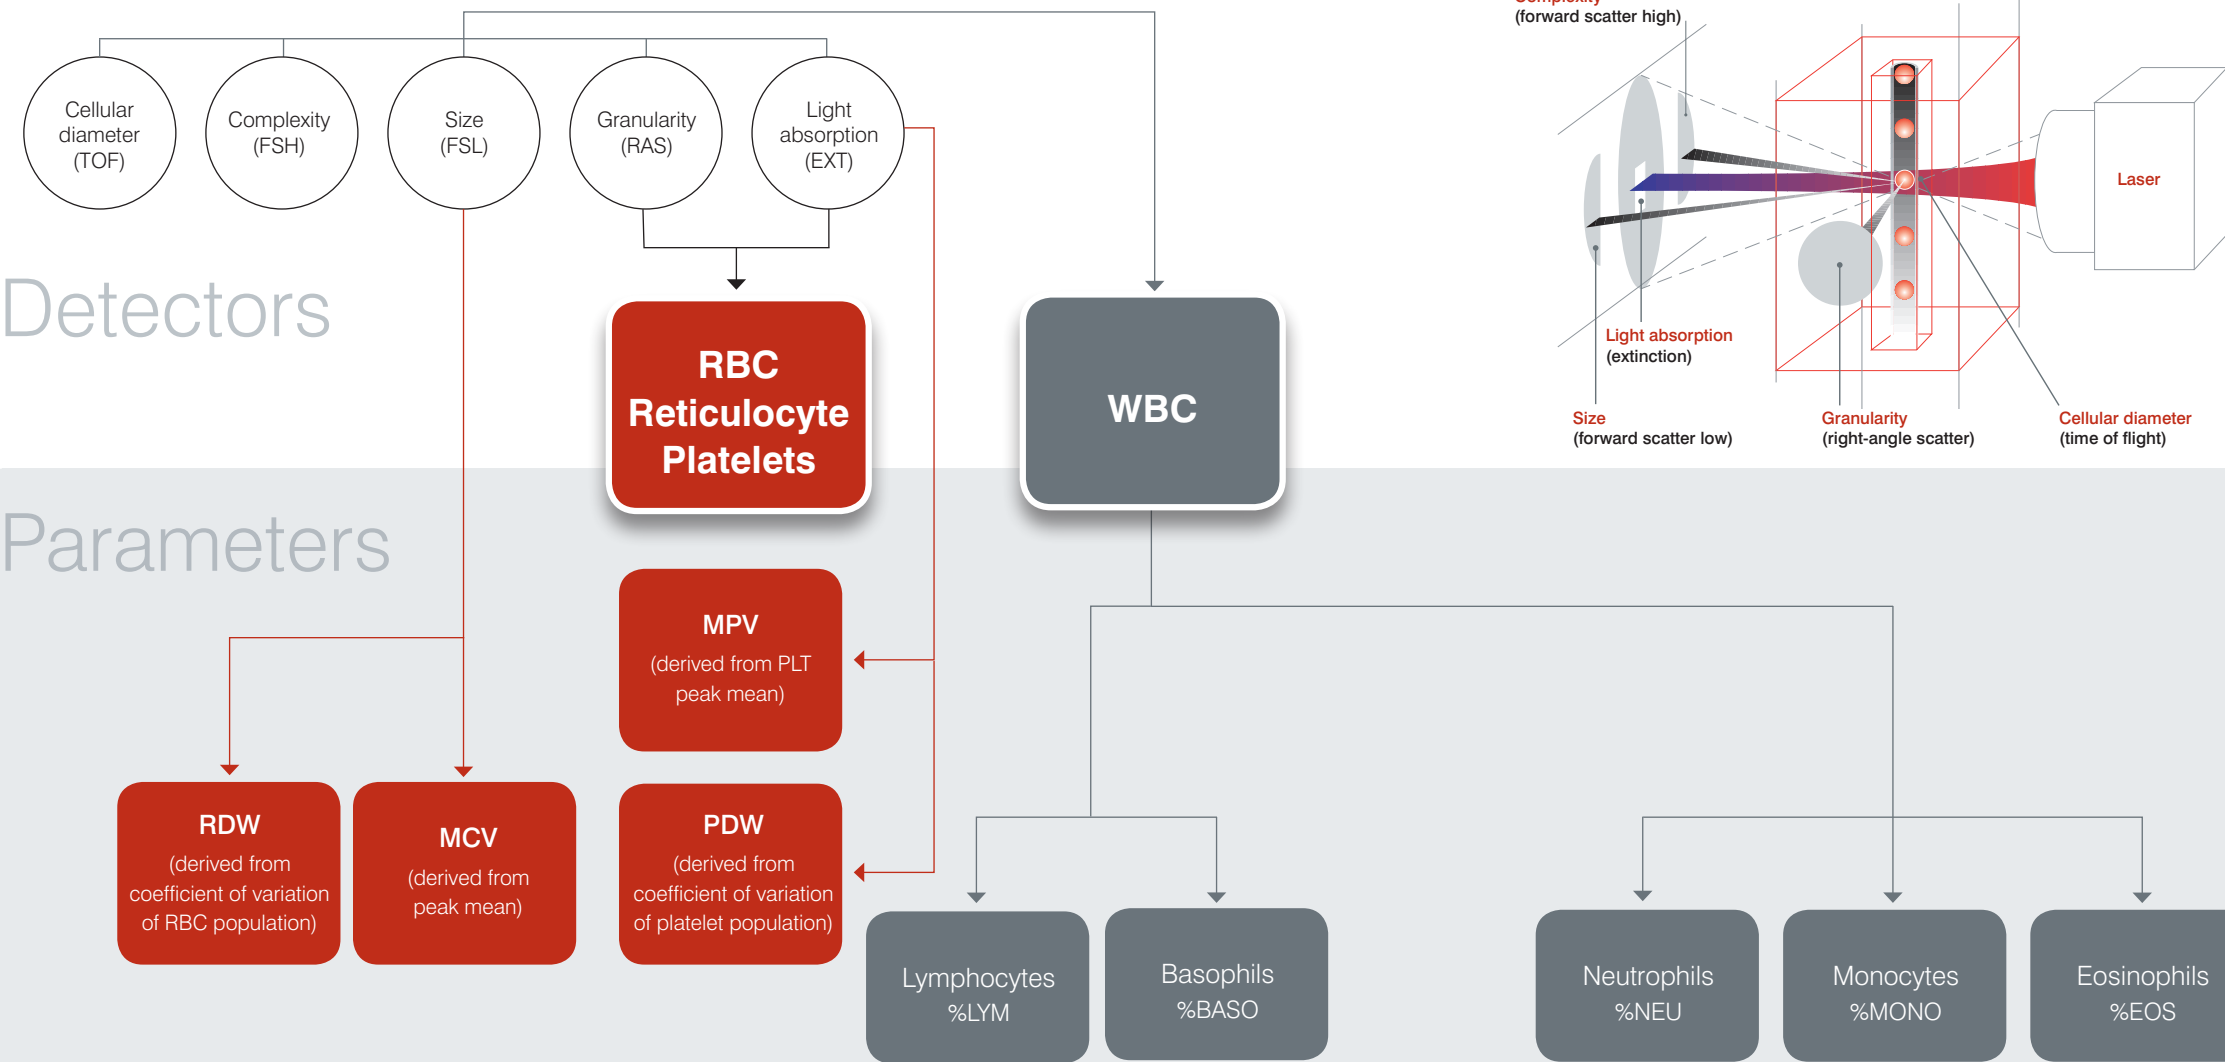 Complexity
(forward scatter high)
Cellular
diameter
(TOF)
Complexity
(FSH)
Size
(FSL)
Granularity
(RAS)
Light
absorption
(EXT)
Laser
Detectors
Light absorption
(extinction)
Size
(forward scatter low)
Granularity
(right-angle scatter)
Cellular diameter
(time of flight)
RBC
Reticulocyte
Platelets
WBC
Parameters
MPV
(derived from PLT
peak mean)
RDW
(derived from
coefficient of variation
of RBC population)
MCV
(derived from
peak mean)
PDW
(derived from
coefficient of variation
of platelet population)
Lymphocytes
%LYM
Basophils
%BASO
Neutrophils
%NEU
Monocytes
%MONO
Eosinophils
%EOS